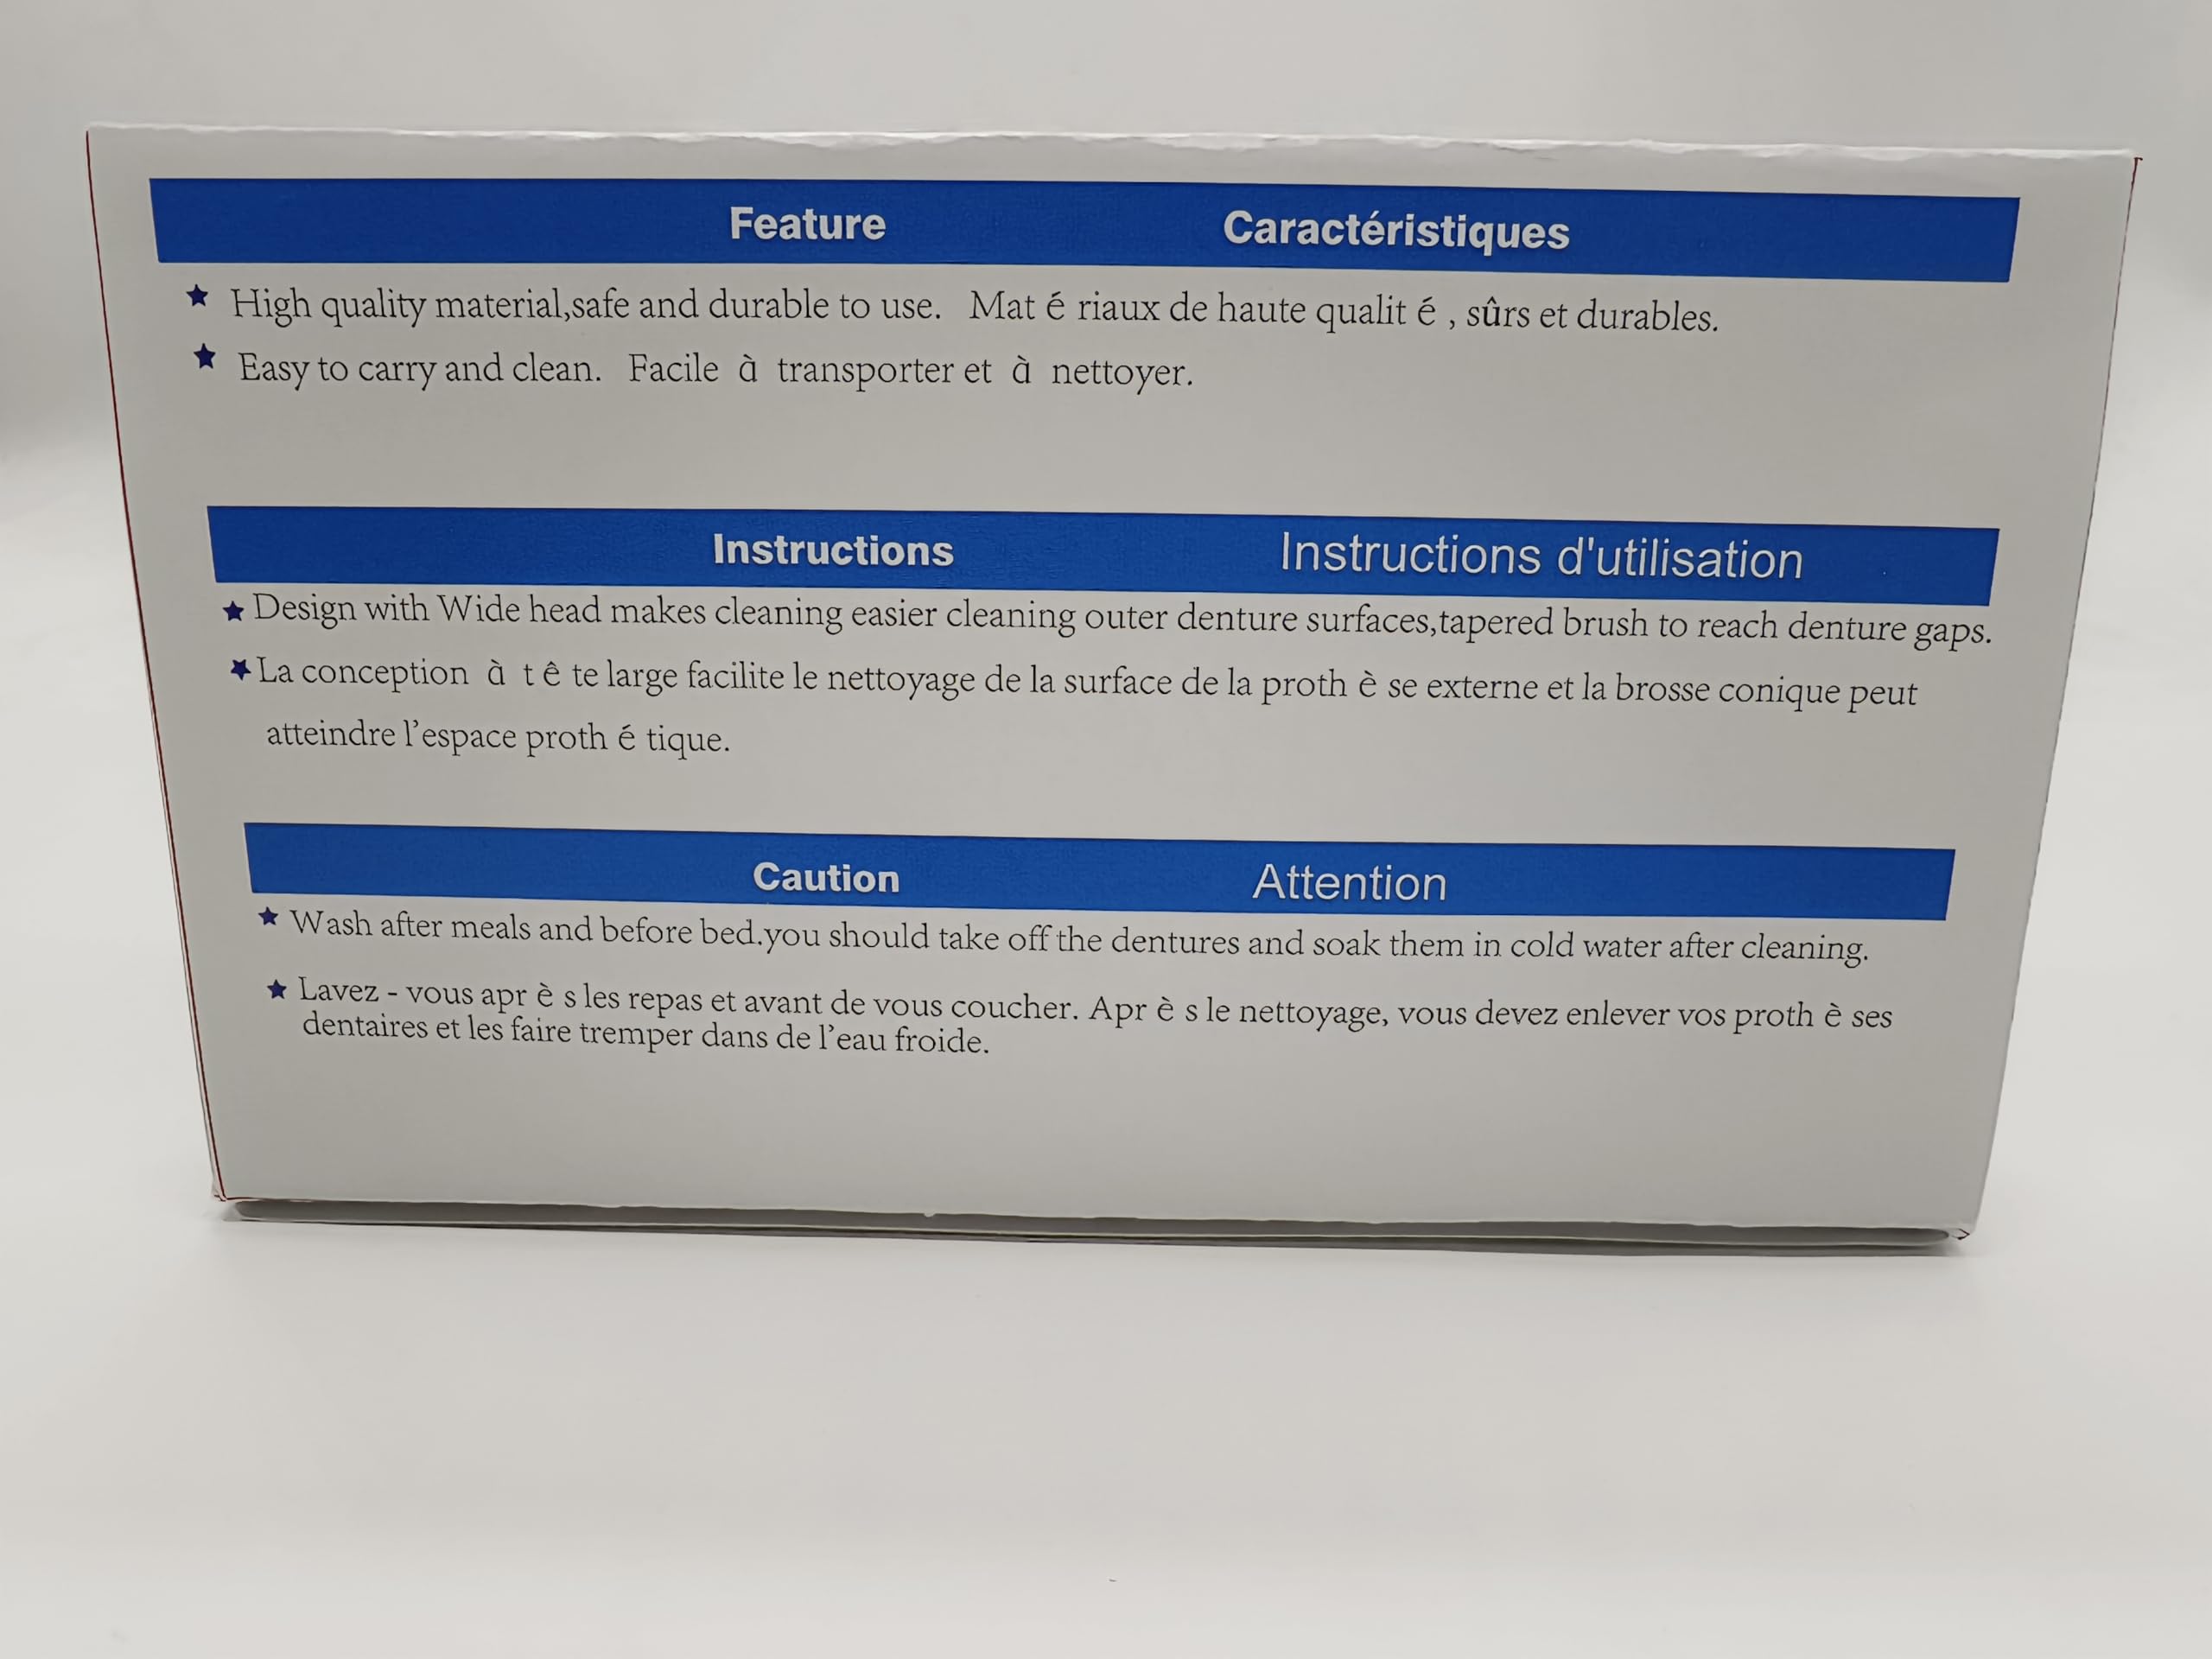 Feature Caractéristiques
★ High quality material,safe and durable to use. Mat é riaux de haute qualit é , sûrs et durables.
★ Easy to carry and clean. Facile à transporter et à nettoyer.
Instructions Instructions d'utilisation
★ Design with Wide head makes cleaning easier cleaning outer denture surfaces,tapered brush to reach denture gaps.
★ La conception à t ê te large facilite le nettoyage de la surface de la proth è se externe et la brosse conique peut
atteindre l'espace proth é tique.
Caution Attention
★ Wash after meals and before bed.you should take off the dentures and soak them in cold water after cleaning.
★ Lavez - vous apr è s les repas et avant de vous coucher. Apr è s le nettoyage, vous devez enlever vos proth è ses
dentaires et les faire tremper dans de l'eau froide.